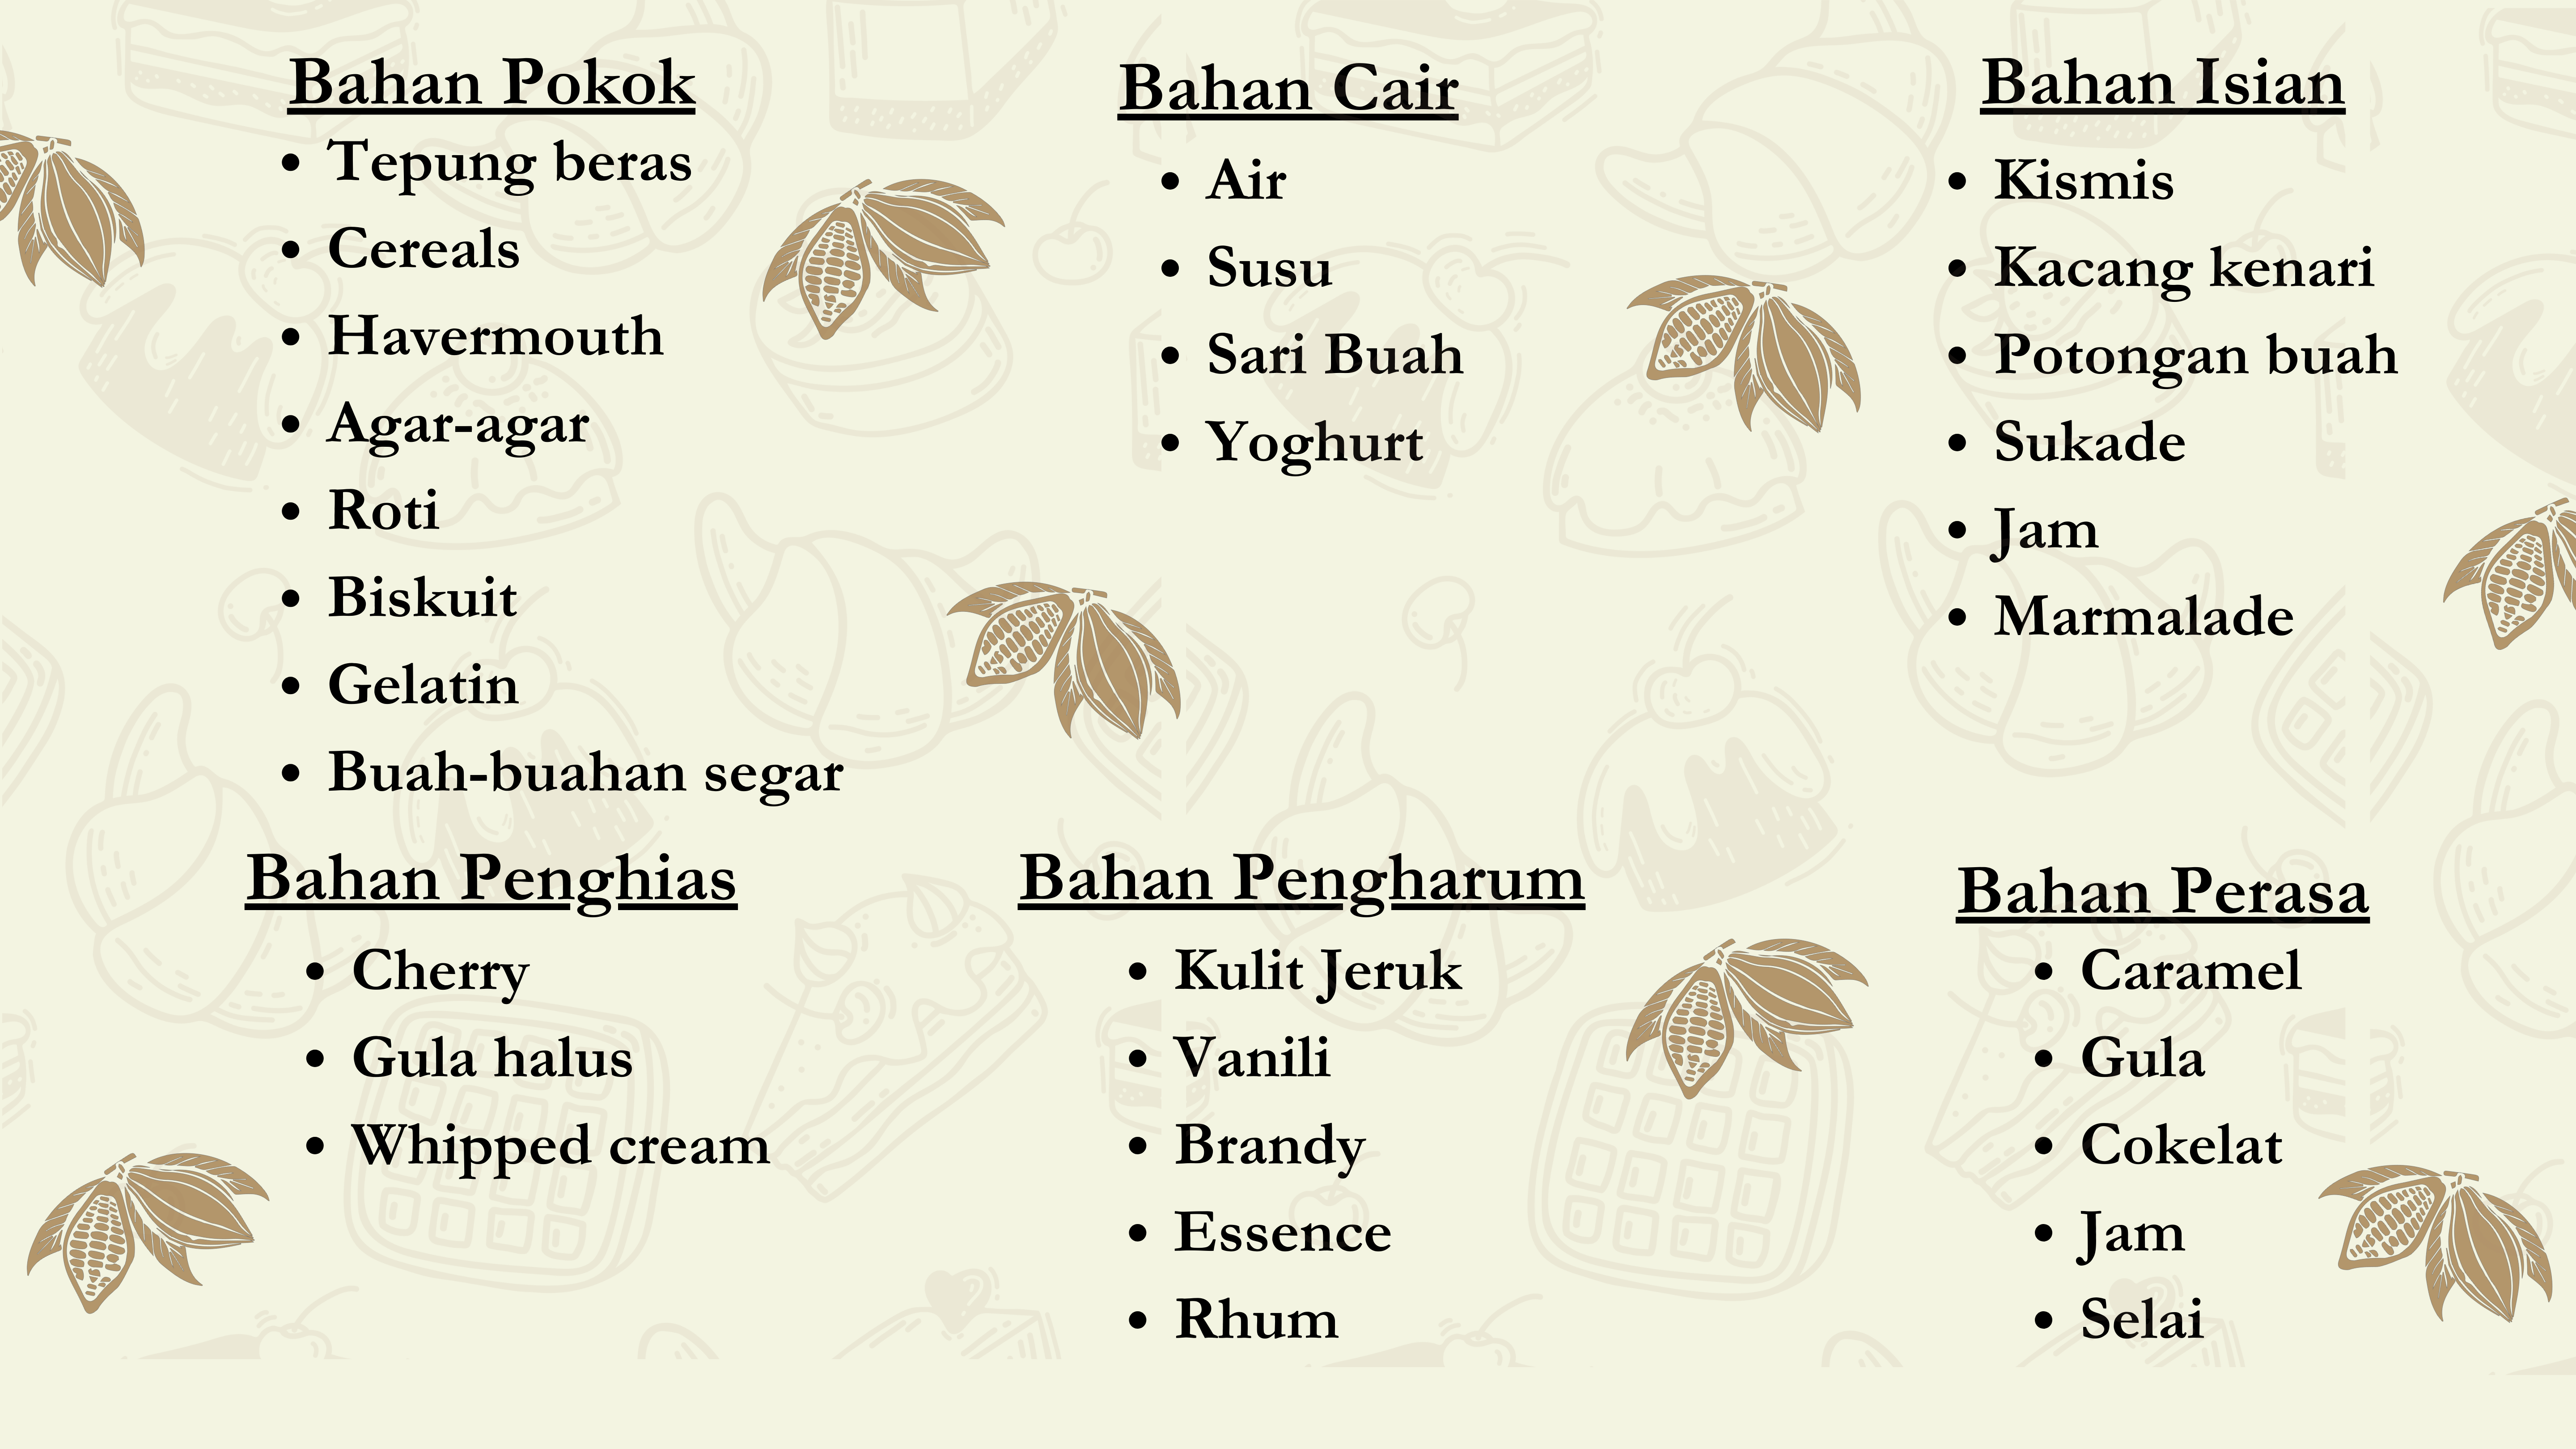 Bahan Pokok
• Tepung beras
• Cereals
• Havermouth
• Agar-agar
• Roti
• Biskuit
• Gelatin
• Buah-buahan segar
Bahan Cair
• Air
• Susu
• Sari Buah
• Yoghurt
Bahan Isian
• Kismis
• Kacang kenari
• Potongan buah
• Sukade
• Jam
• Marmalade
Bahan Penghias
• Cherry
• Gula halus
• Whipped cream
Bahan Pengharum
• Kulit Jeruk
• Vanili
• Brandy
• Essence
• Rhum
Bahan Perasa
• Caramel
• Gula
• Cokelat
• Jam
• Selai